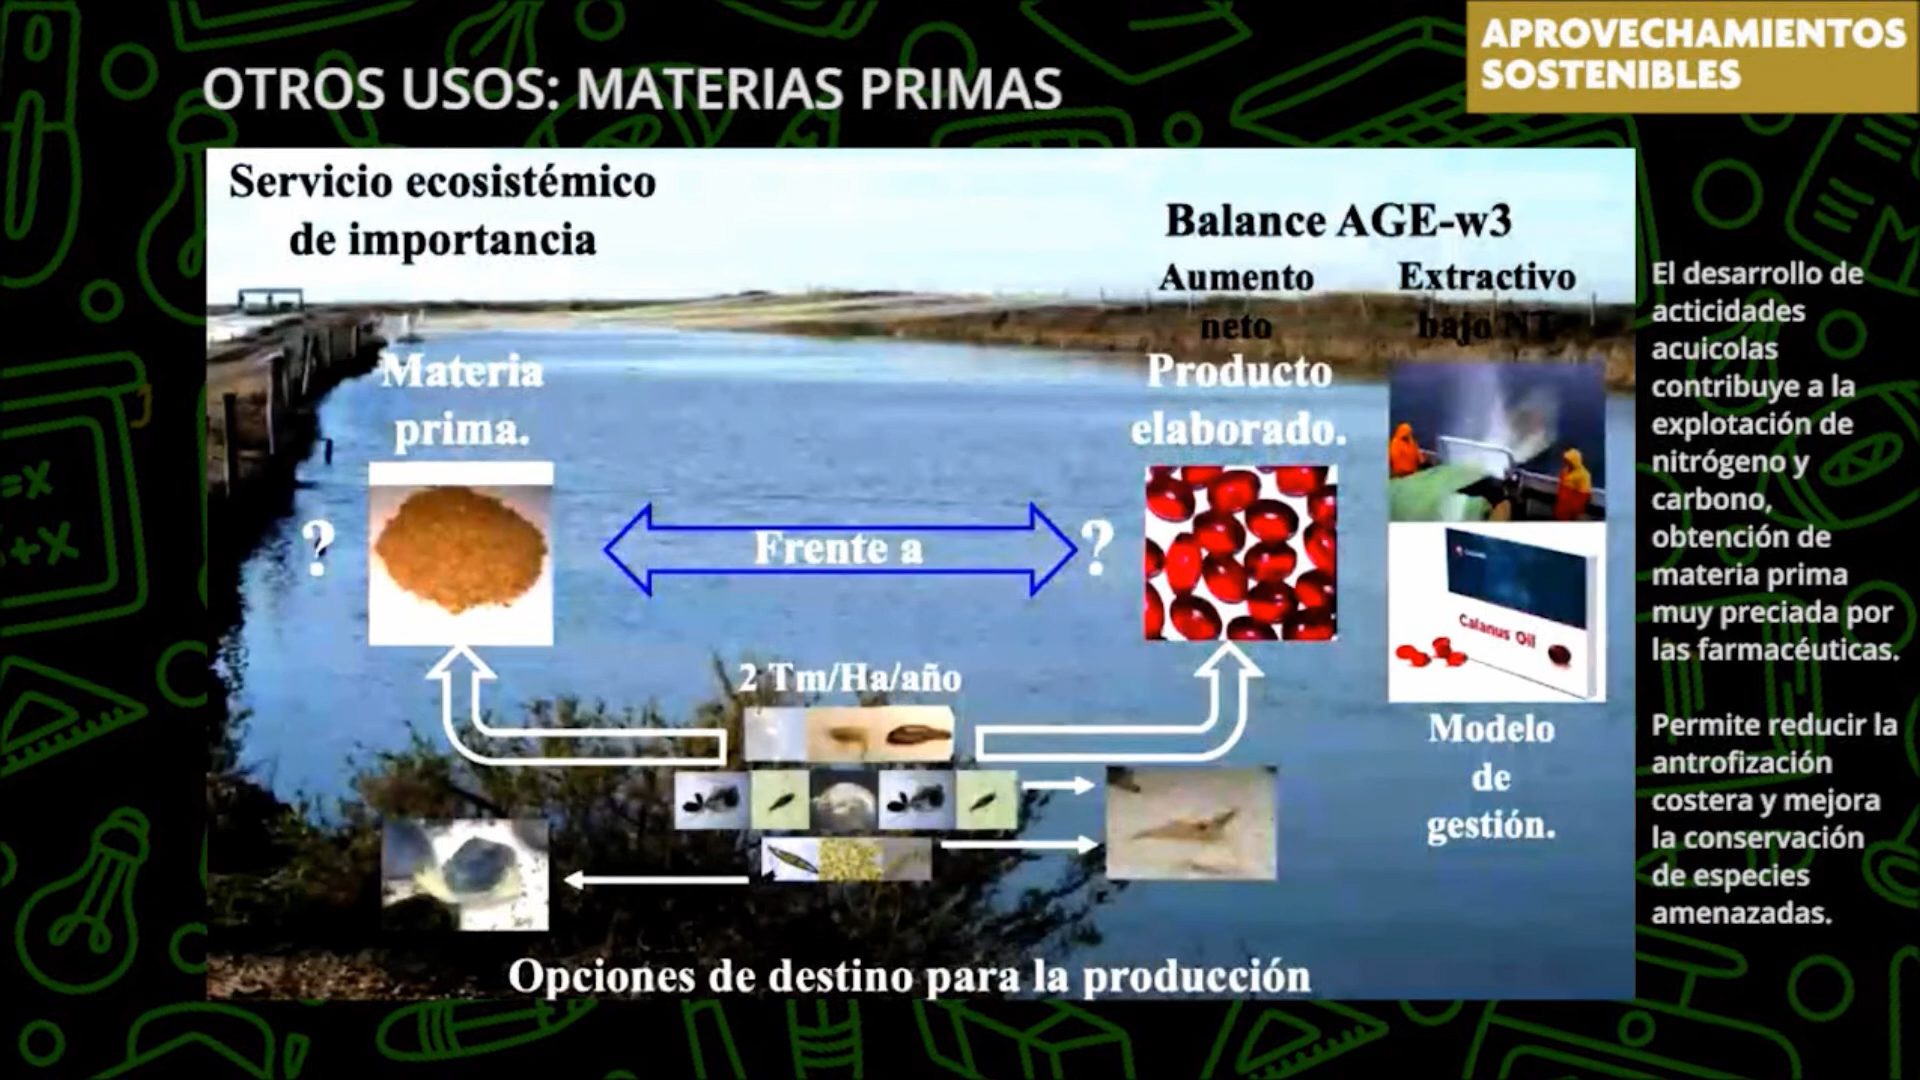 APROVECHAMIENTOS
SOSTENIBLES
OTROS USOS: MATERIAS PRIMAS
Servicio ecosistémico
de importancia
Balance AGE-w3
Aumento
neto
Extractivo
bajo NT
Materia
prima.
Producto
elaborado.
?
Frente a
?
Calanus Oil
2 Tm/Ha/año
Modelo
de
gestión.
Opciones de destino para la producción
El desarrollo de
acticidades
acuicolas
contribuye a la
explotación de
nitrógeno y
carbono,
obtención de
materia prima
muy preciada por
las farmacéuticas.
Permite reducir la
antrofización
costera y mejora
la conservación
de especies
amenazadas.